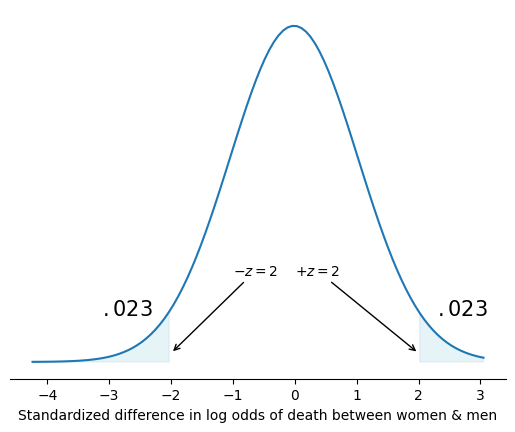 −z = 2 +z = 2
.023 .023
−4 −3 −2 −1 0 1 2 3
Standardized difference in log odds of death between women & men